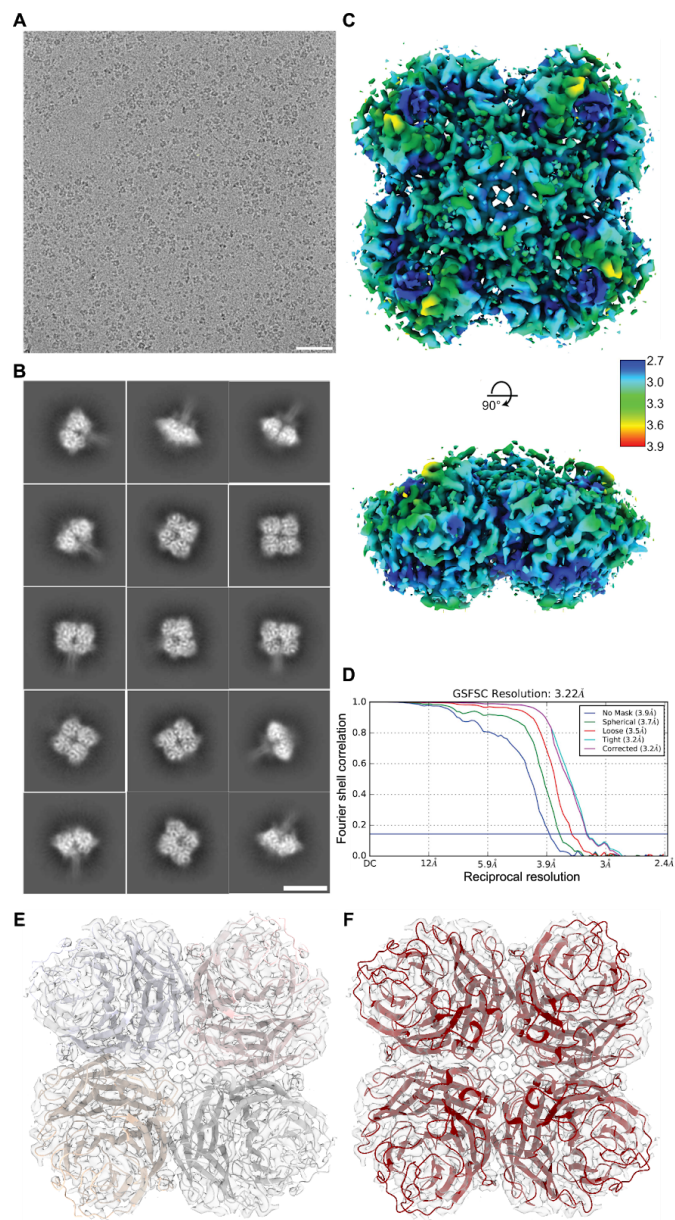 A
C
B
90°
2.7
3.0
3.3
3.6
3.9
D
GSFSC Resolution: 3.22Å
Fourier shell correlation
1.0
0.8
0.6
0.4
0.2
0.0
No Mask (3.9Å)
Spherical (3.7Å)
Loose (3.5Å)
Tight (3.2Å)
Corrected (3.2Å)
DC
12Å
5.9Å
3.9Å
3Å
2.4Å
Reciprocal resolution
E
F